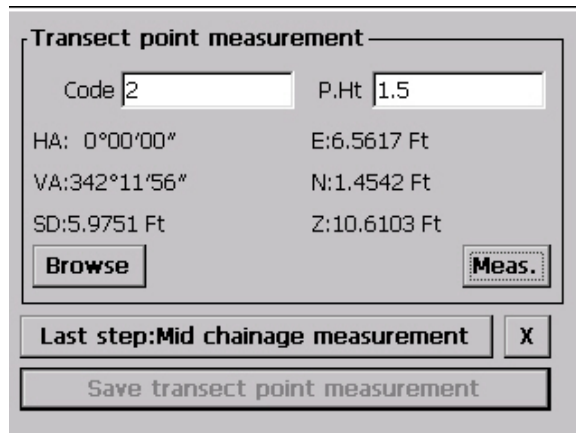 Transect point measurement
Code 2 P.Ht 1.5
HA: 0°00'00" E:6.5617 Ft
VA:342°11'56" N:1.4542 Ft
SD:5.9751 Ft Z:10.6103 Ft
Browse Meas.
Last step:Mid chainage measurement X
Save transect point measurement